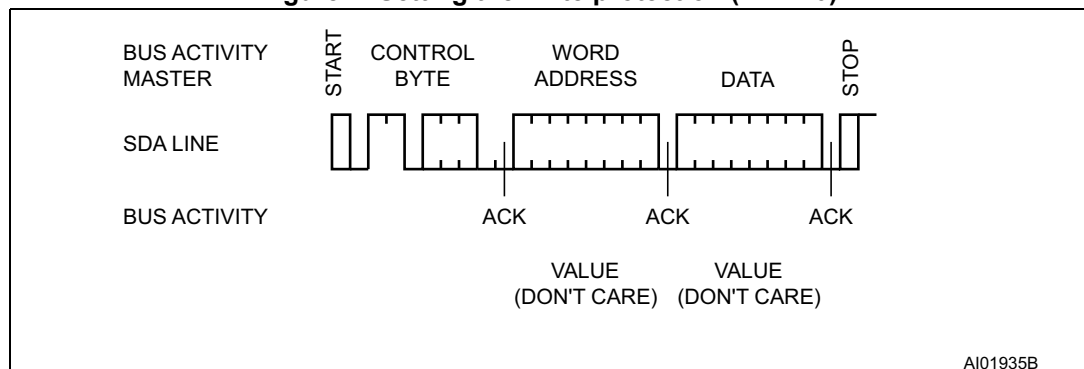 BUS ACTIVITY
MASTER
START
CONTROL
BYTE
WORD
ADDRESS
DATA
STOP
SDA LINE
BUS ACTIVITY
ACK
ACK
ACK
VALUE
(DON'T CARE)
VALUE
(DON'T CARE)
AI01935B